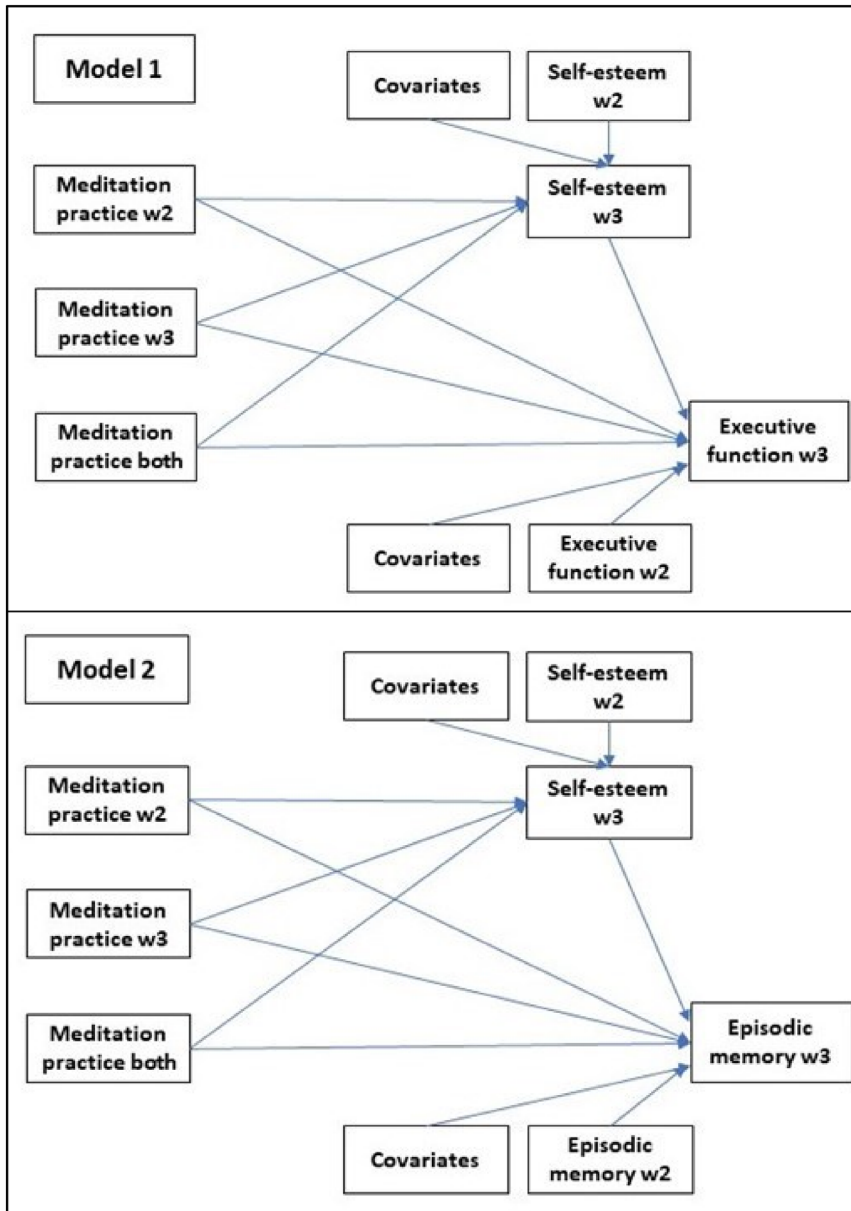 Model 1
Covariates
Self-esteem
w2
Meditation
practice w2
Self-esteem
w3
Meditation
practice w3
Meditation
practice both
Executive
function w3
Covariates
Executive
function w2
Model 2
Covariates
Self-esteem
w2
Meditation
practice w2
Self-esteem
w3
Meditation
practice w3
Meditation
practice both
Episodic
memory w3
Covariates
Episodic
memory w2